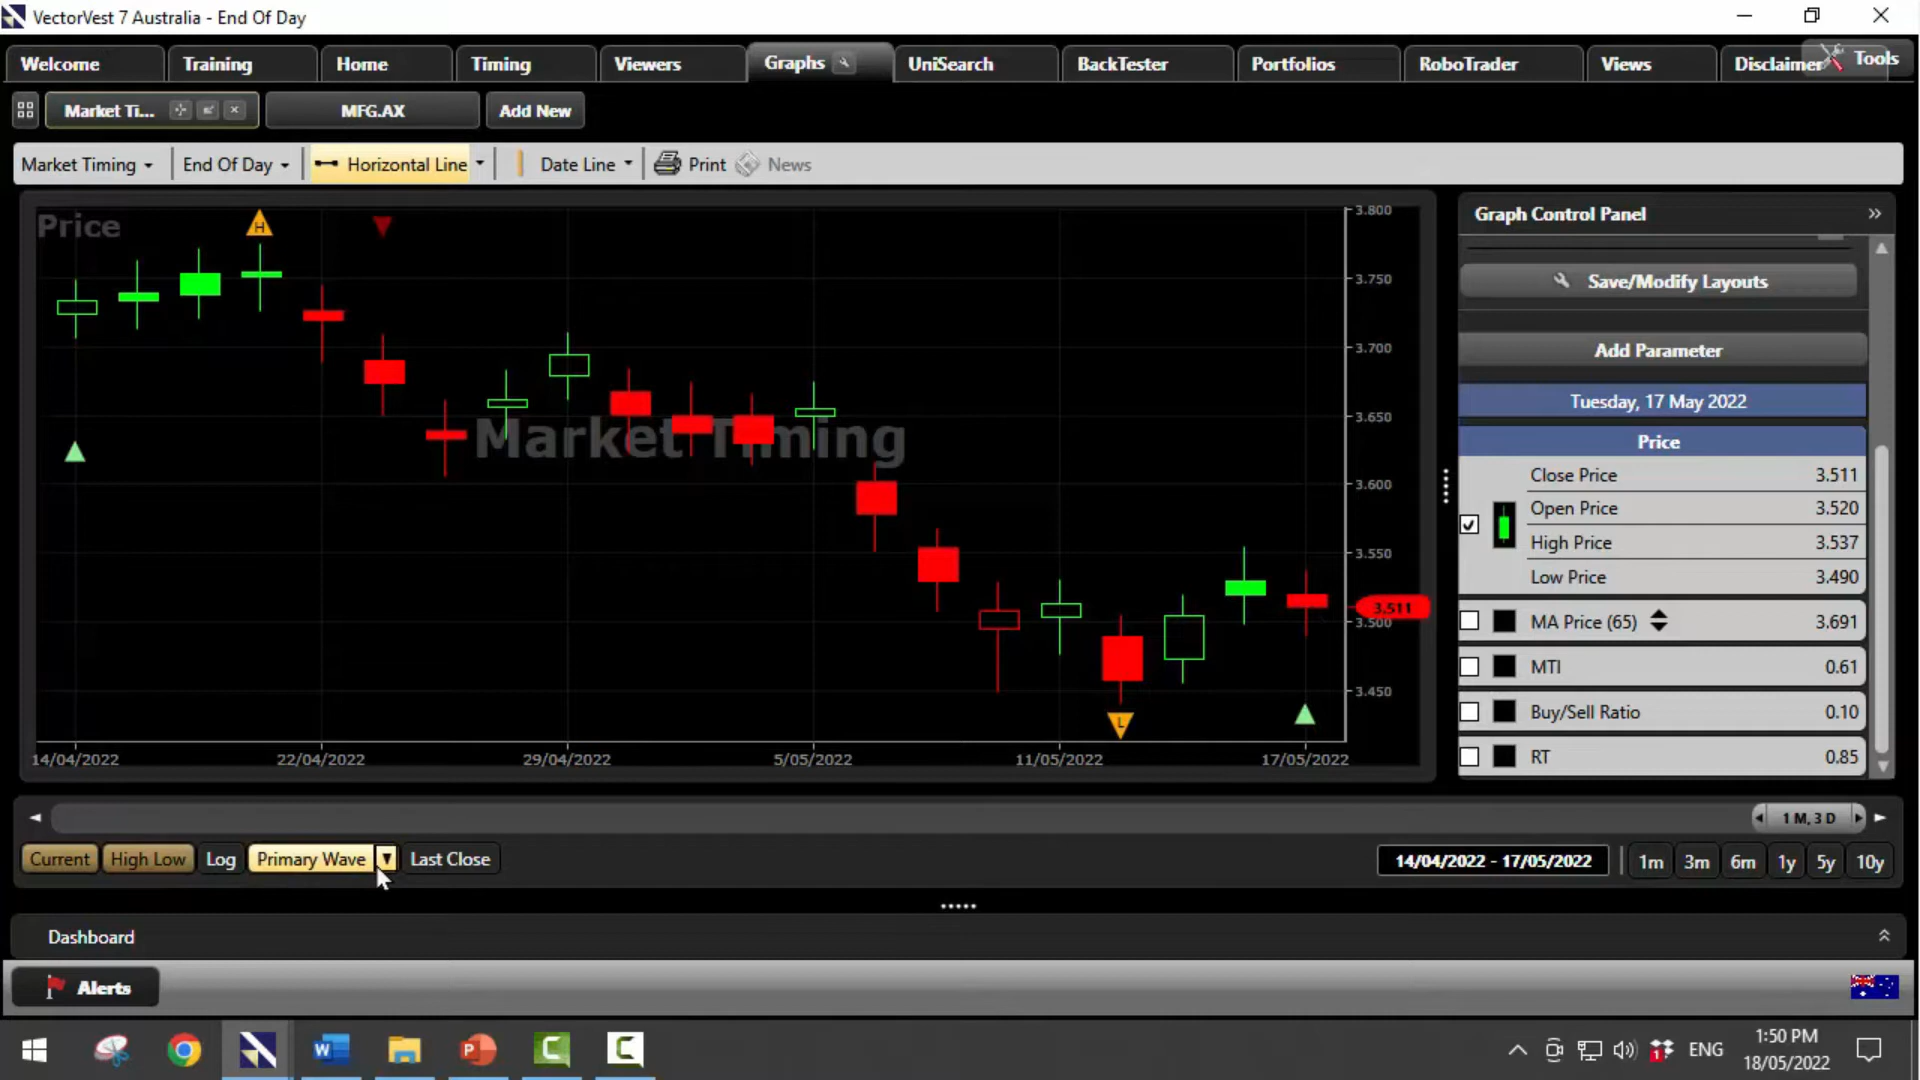 VectorVest 7 Australia - End Of Day
Welcome Training Home Timing Viewers Graphs UniSearch BackTester Portfolios RoboTrader Views Disclaimer Tools
Market Ti... MFG.AX Add New
Market Timing End Of Day Horizontal Line Date Line Print News
Price
H
Market Timing
L
3.800
3.750
3.700
3.650
3.600
3.550
3.511
3.500
3.450
14/04/2022 22/04/2022 29/04/2022 5/05/2022 11/05/2022 17/05/2022
Graph Control Panel
Save/Modify Layouts
Add Parameter
Tuesday, 17 May 2022
Price
Close Price 3.511
Open Price 3.520
High Price 3.537
Low Price 3.490
MA Price (65) 3.691
MTI 0.61
Buy/Sell Ratio 0.10
RT 0.85
1 M, 3 D
Current High Low Log Primary Wave Last Close 14/04/2022 - 17/05/2022 1m 3m 6m 1y 5y 10y
Dashboard
Alerts
ENG 1:50 PM
18/05/2022